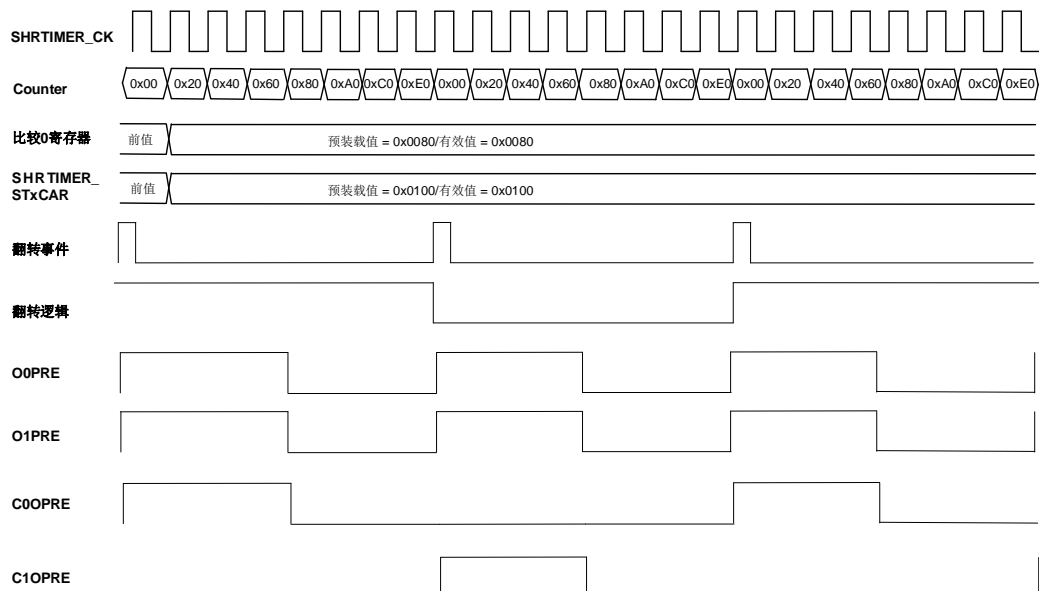 SHRTIMER_CK
Counter 0x00 0x20 0x40 0x60 0x80 0xA0 0xC0 0xE0 0x00 0x20 0x40 0x60 0x80 0xA0 0xC0 0xE0 0x00 0x20 0x40 0x60 0x80 0xA0 0xC0 0xE0
比较0寄存器 前值 预装载值 = 0x0080/有效值 = 0x0080
SHRTIMER_
STxCAR 前值 预装载值 = 0x0100/有效值 = 0x0100
翻转事件
翻转逻辑
O0PRE
O1PRE
C0OPRE
C1OPRE